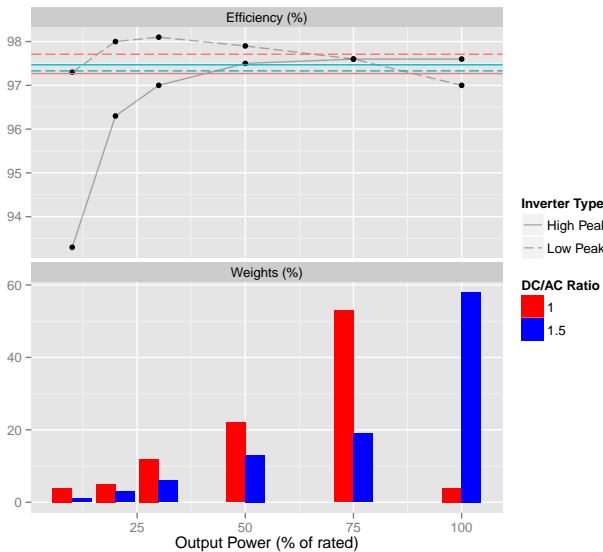 Efficiency (%)
98
97
96
95
94
Weights (%)
60
40
20
0
25
50
75
100
Output Power (% of rated)
Inverter Type
High Peak
Low Peak
DC/AC Ratio
1
1.5